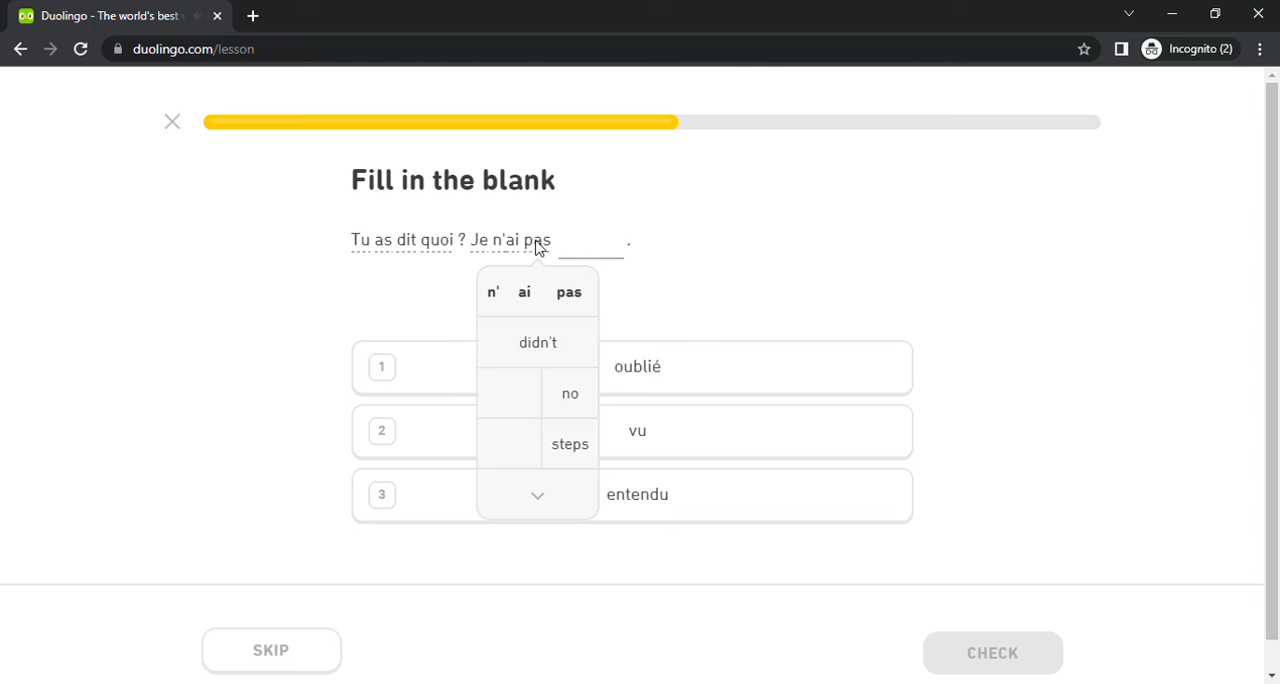 Duolingo - The world's best
duolingo.com/lesson
Incognito (2)
Fill in the blank
Tu as dit quoi ? Je n'ai pas ______ .
n' ai pas
didn't
no
steps
1 oublié
2 vu
3 entendu
SKIP
CHECK